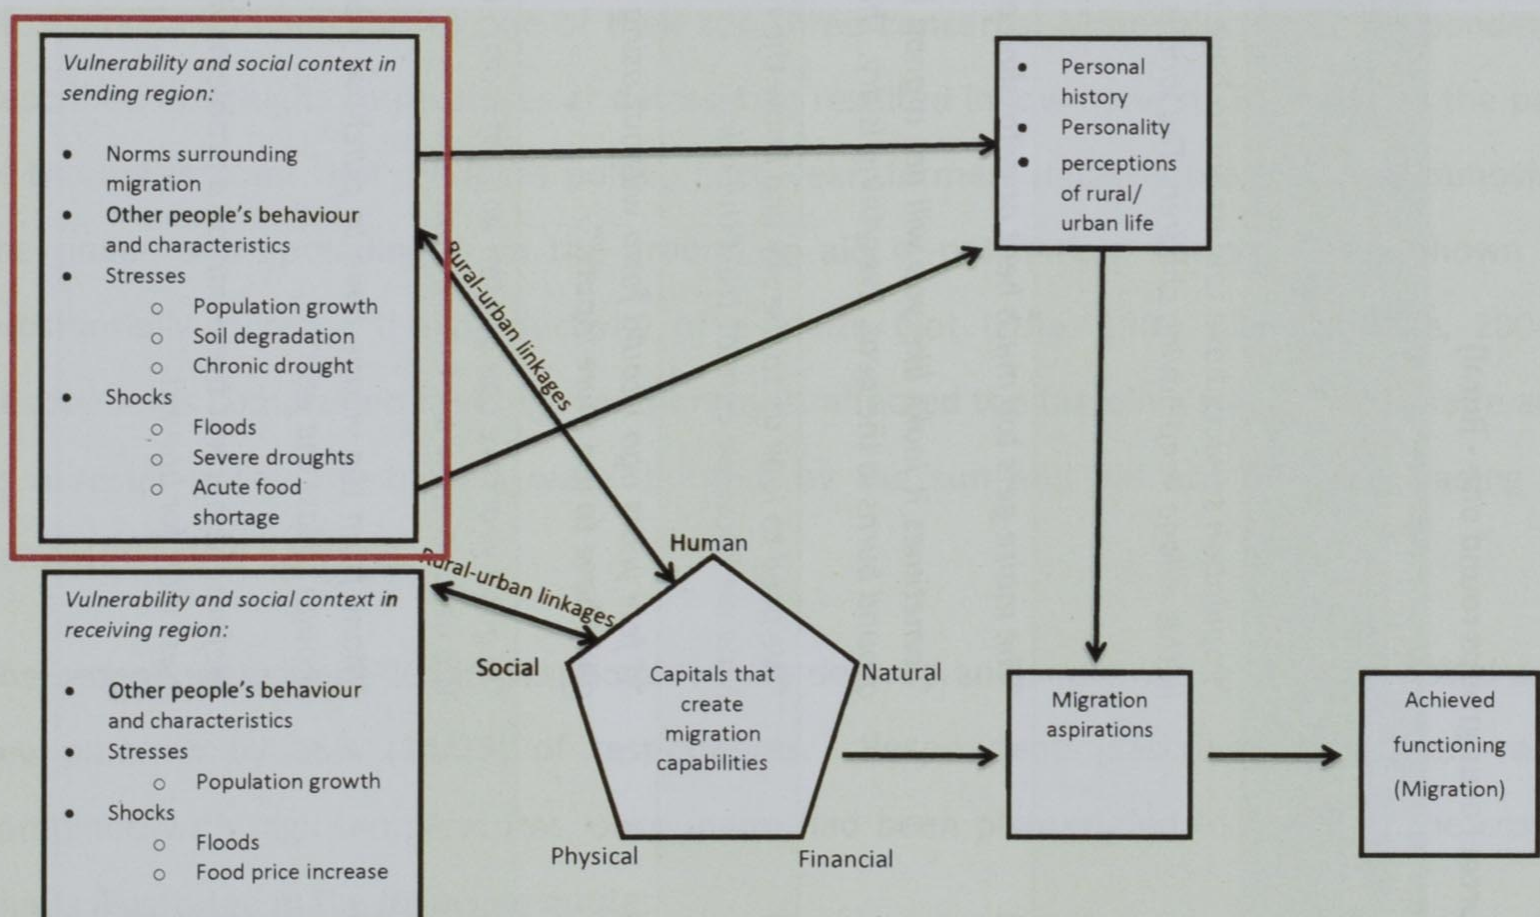 Vulnerability and social context in
sending region:
• Norms surrounding
migration
• Other people's behaviour
and characteristics
• Stresses
o Population growth
o Soil degradation
o Chronic drought
• Shocks
o Floods
o Severe droughts
o Acute food
shortage
• Personal
history
• Personality
• perceptions
of rural/
urban life
Rural-urban linkages
Rural-urban linkages
Vulnerability and social context in
receiving region:
• Other people's behaviour
and characteristics
• Stresses
o Population growth
• Shocks
o Floods
o Food price increase
Human
Social
Natural
Physical
Financial
Capitals that
create
migration
capabilities
Migration
aspirations
Achieved
functioning
(Migration)